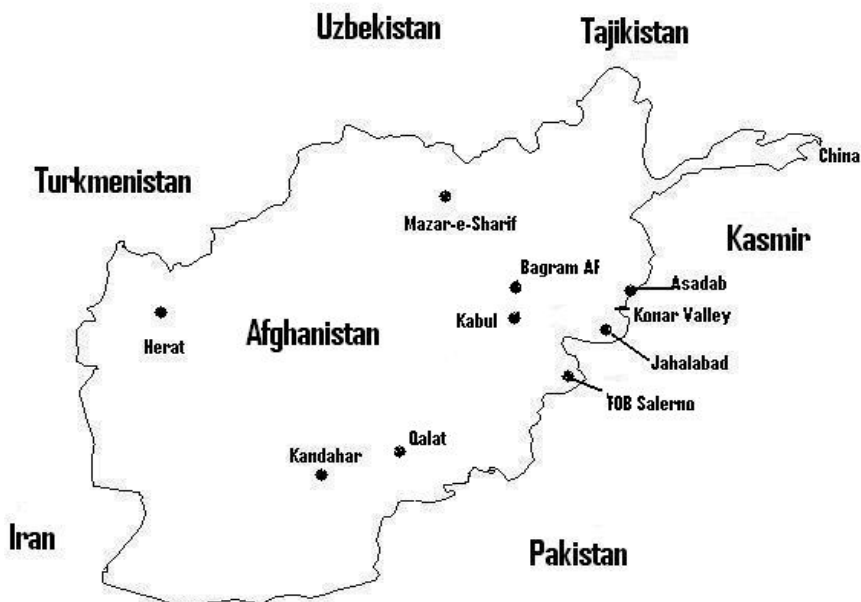 Uzbekistan
Tajikistan
China
Turkmenistan
Mazar-e-Sharif
Kasmir
Bagram AF
Asadab
Konar Valley
Kabul
Afghanistan
Herat
Jahalabad
FOB Salerno
Qalat
Kandahar
Iran
Pakistan